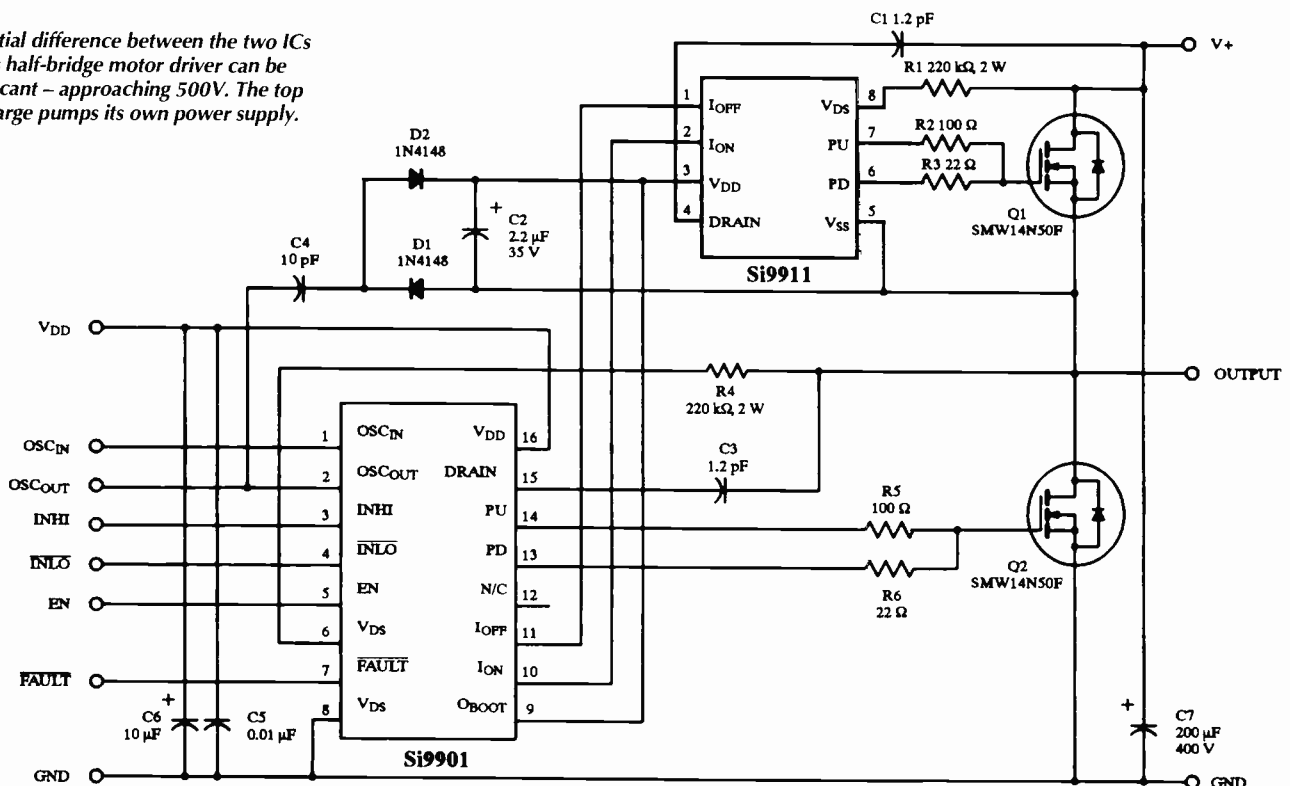 tial difference between the two ICs
half-bridge motor driver can be
cant – approaching 500V. The top
arge pumps its own power supply.
C1 1.2 pF
V+
R1 220 kΩ, 2 W
1 IOFF
VDS 8
R2 100 Ω
2 ION
PU 7
R3 22 Ω
3 VDD
PD 6
4 DRAIN
VSS 5
Si9911
Q1
SMW14N50F
D2
1N4148
+
C2
2.2 µF
35 V
C4
10 pF
D1
1N4148
VDD
R4
220 kΩ, 2 W
OUTPUT
C3
1.2 pF
OSCIN
1 OSCIN
VDD 16
OSCOUT
2 OSCOUT
DRAIN 15
INHI
3 INHI
PU 14
R5
100 Ω
INLO
4 INLO
PD 13
R6
22 Ω
Q2
SMW14N50F
EN
5 EN
N/C 12
6 VDS
IOFF 11
FAULT
7 FAULT
ION 10
8 VDS
OBOOT 9
Si9901
+
C6
10 µF
C5
0.01 µF
+
C7
200 µF
400 V
GND
GND